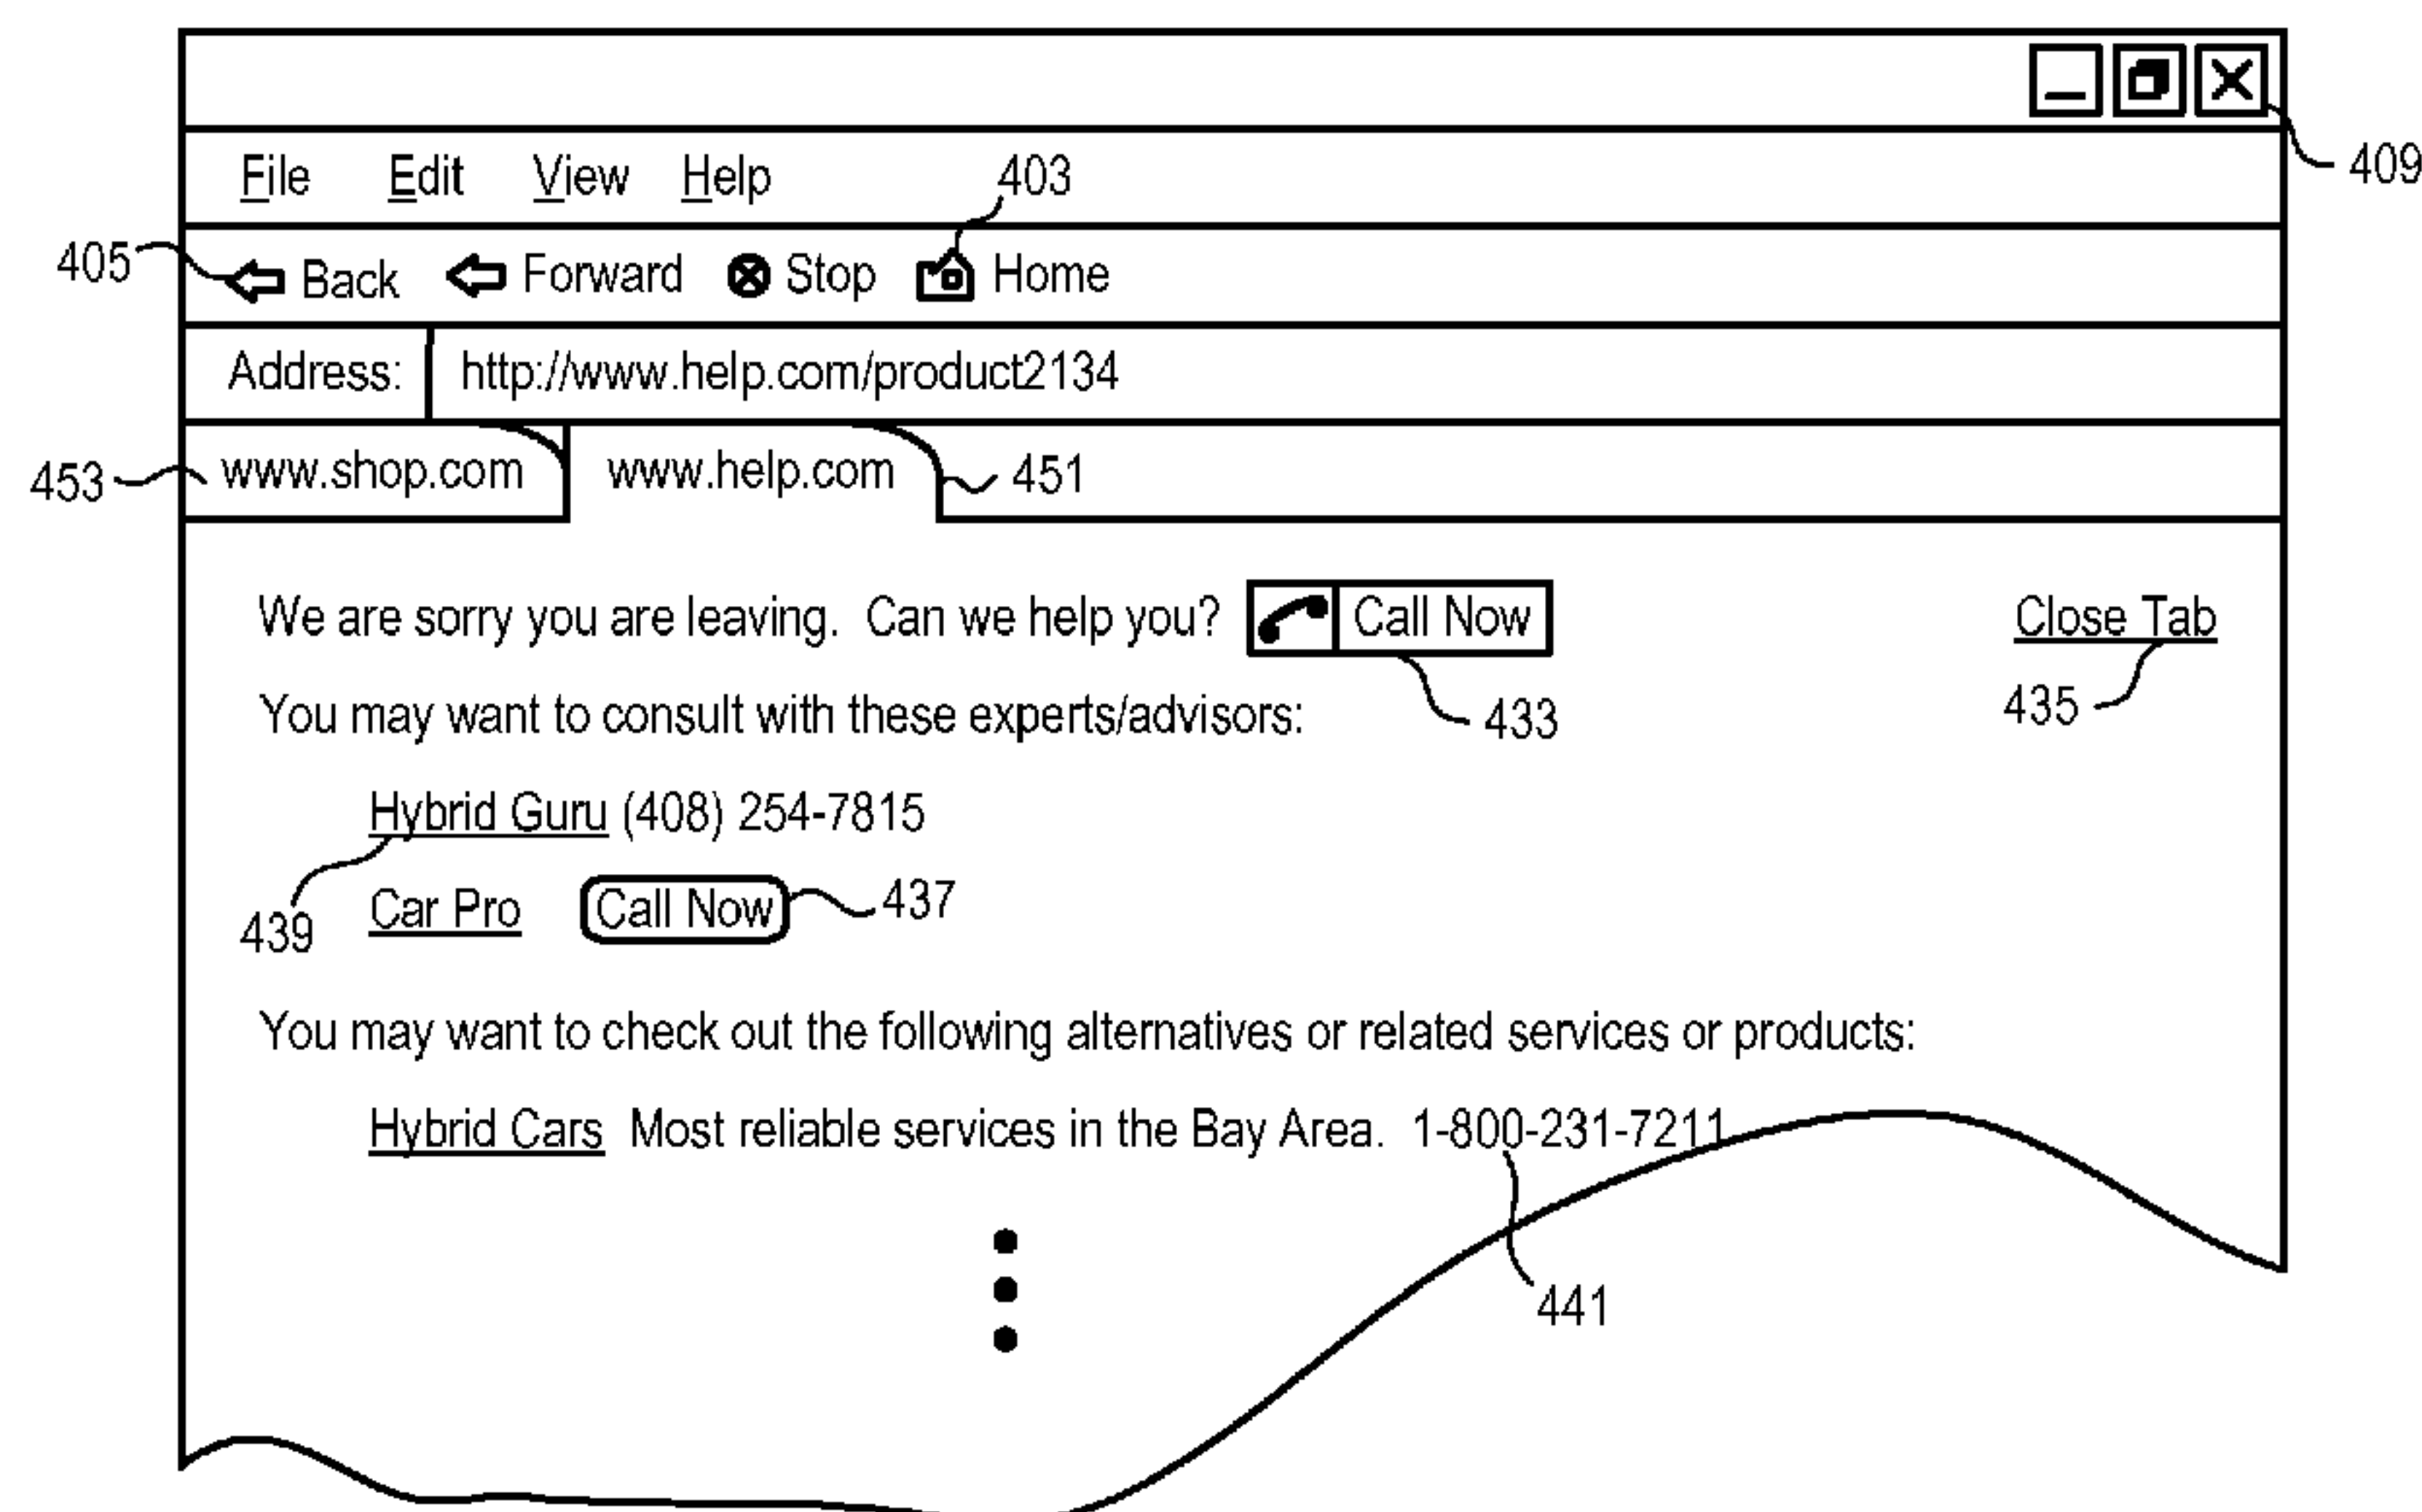 409
File Edit View Help 403
405 Back Forward Stop Home
Address: http://www.help.com/product2134
453 www.shop.com www.help.com 451
We are sorry you are leaving. Can we help you? Call Now Close Tab
You may want to consult with these experts/advisors: 433 435
Hybrid Guru (408) 254-7815
439 Car Pro Call Now 437
You may want to check out the following alternatives or related services or products:
Hybrid Cars Most reliable services in the Bay Area. 1-800-231-7211
441